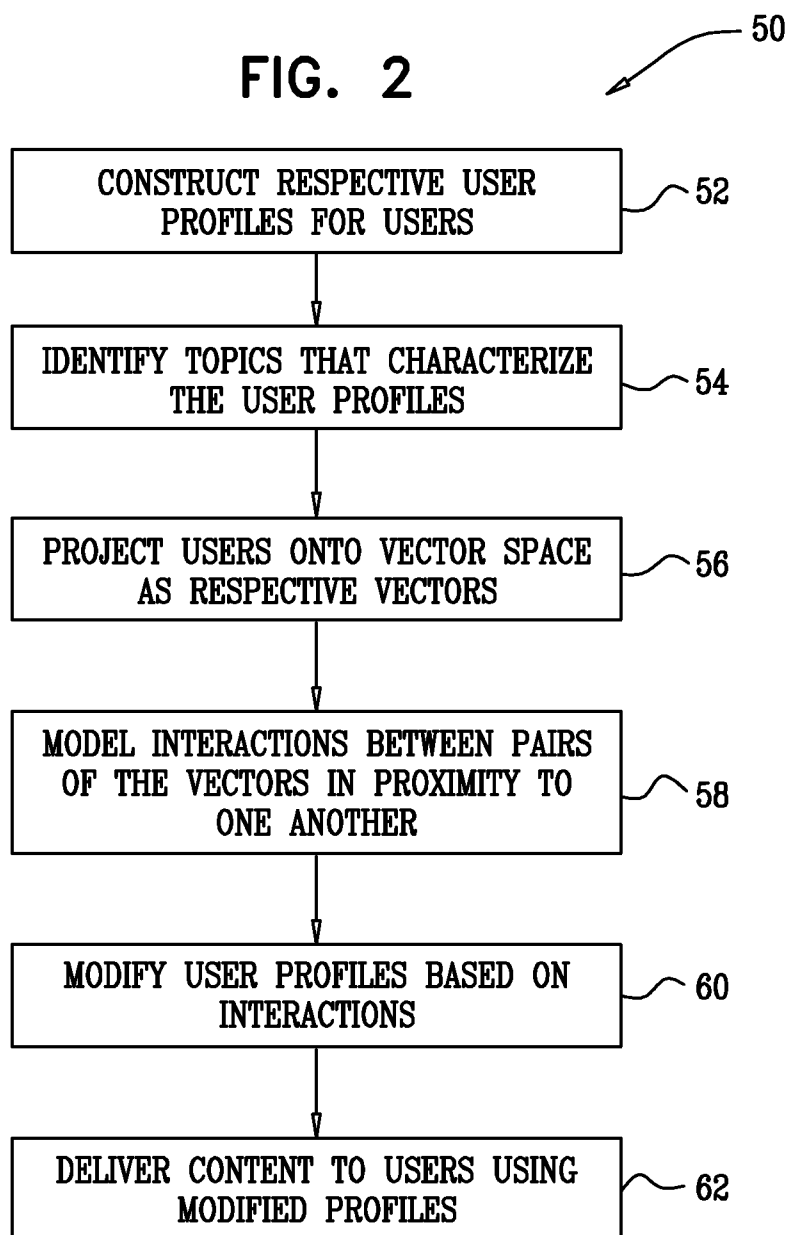 50
FIG. 2
CONSTRUCT RESPECTIVE USER
PROFILES FOR USERS
52
IDENTIFY TOPICS THAT CHARACTERIZE
THE USER PROFILES
54
PROJECT USERS ONTO VECTOR SPACE
AS RESPECTIVE VECTORS
56
MODEL INTERACTIONS BETWEEN PAIRS
OF THE VECTORS IN PROXIMITY TO
ONE ANOTHER
58
MODIFY USER PROFILES BASED ON
INTERACTIONS
60
DELIVER CONTENT TO USERS USING
MODIFIED PROFILES
62